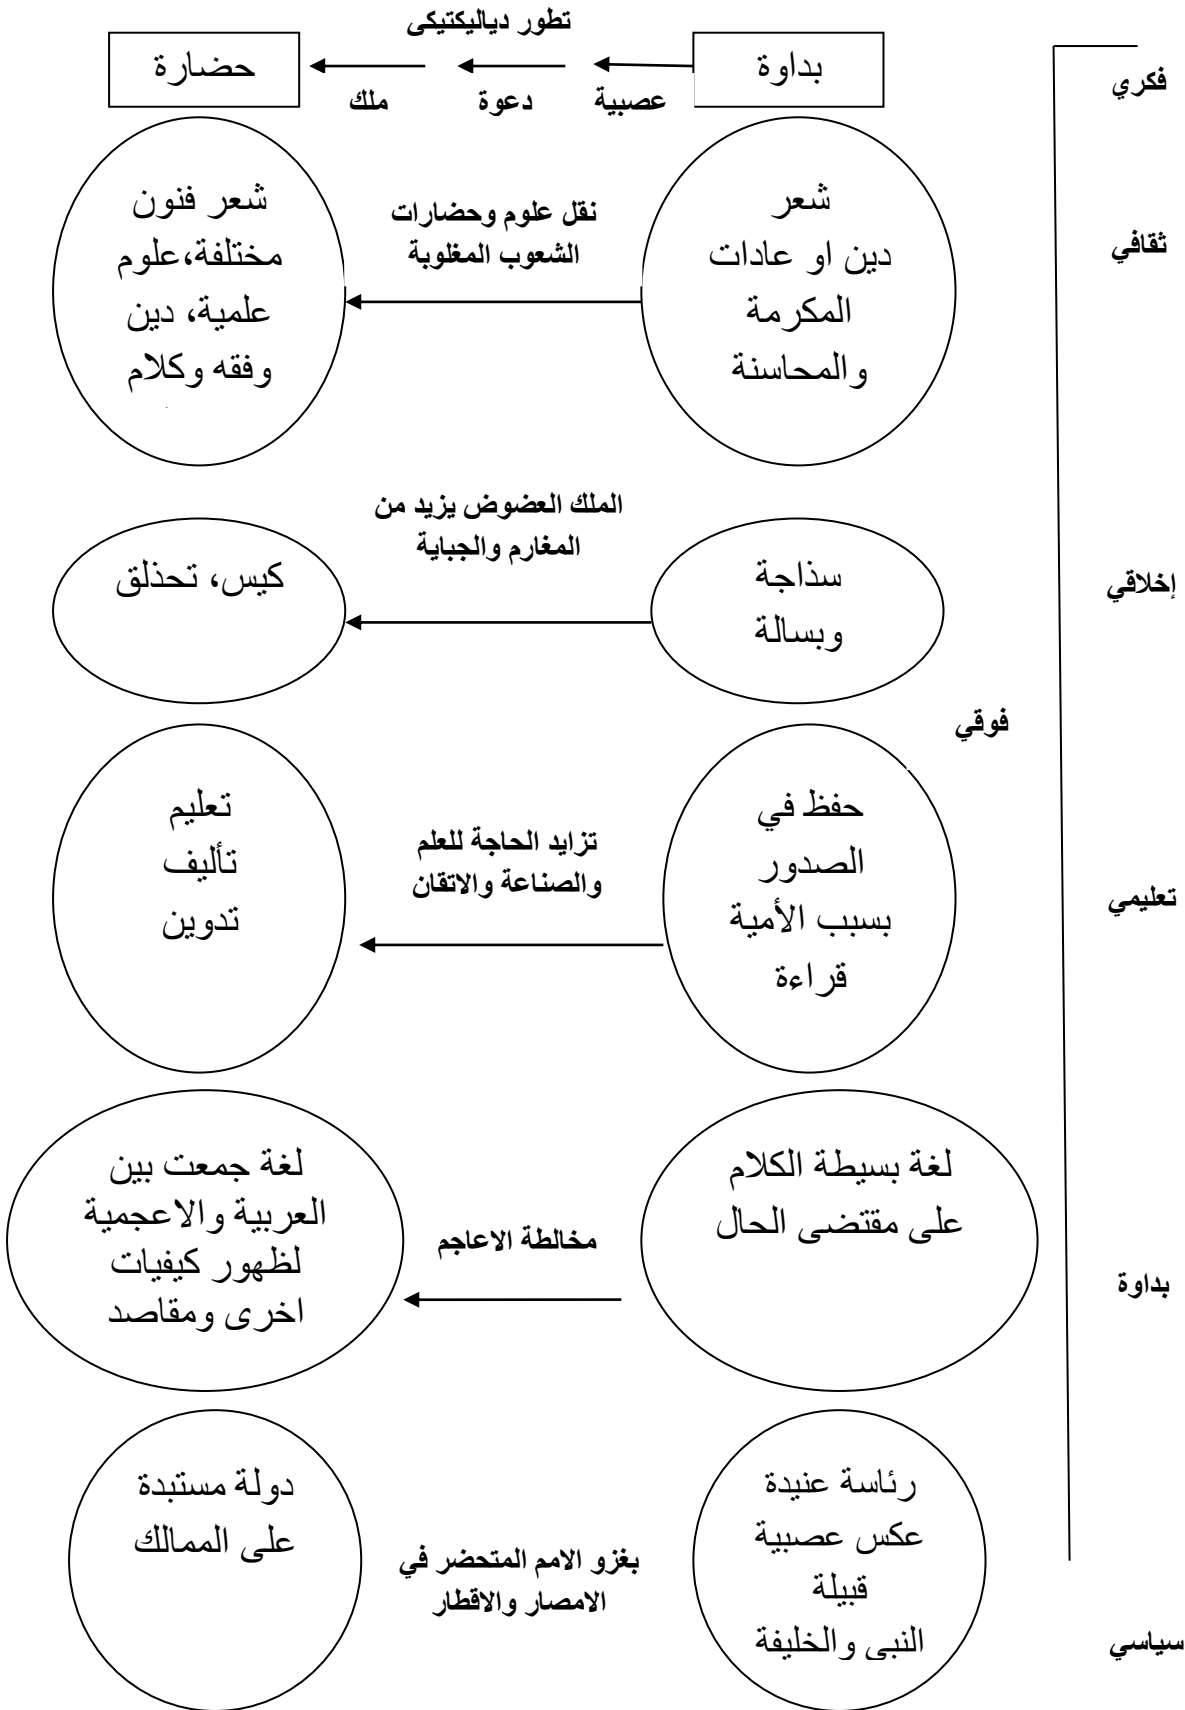 تطور دياليكتيكى
فكري
بداوة
عصبية
دعوة
ملك
حضارة
ثقافي
شعر
دين او عادات
المكرمة
والمحاسنة
نقل علوم وحضارات
الشعوب المغلوبة
شعر فنون
مختلفة،علوم
علمية، دين
وفقه وكلام
إخلاقي
سذاجة
وبسالة
الملك العضوض يزيد من
المغارم والجباية
كيس، تحذلق
فوقي
تعليمي
حفظ في
الصدور
بسبب الأمية
قراءة
تزايد الحاجة للعلم
والصناعة والاتقان
تعليم
تأليف
تدوين
بداوة
لغة بسيطة الكلام
على مقتضى الحال
مخالطة الاعاجم
لغة جمعت بين
العربية والاعجمية
لظهور كيفيات
اخرى ومقاصد
سياسي
رئاسة عنيدة
عكس عصبية
قبيلة
النبى والخليفة
بغزو الامم المتحضر في
الامصار والاقطار
دولة مستبدة
على الممالك